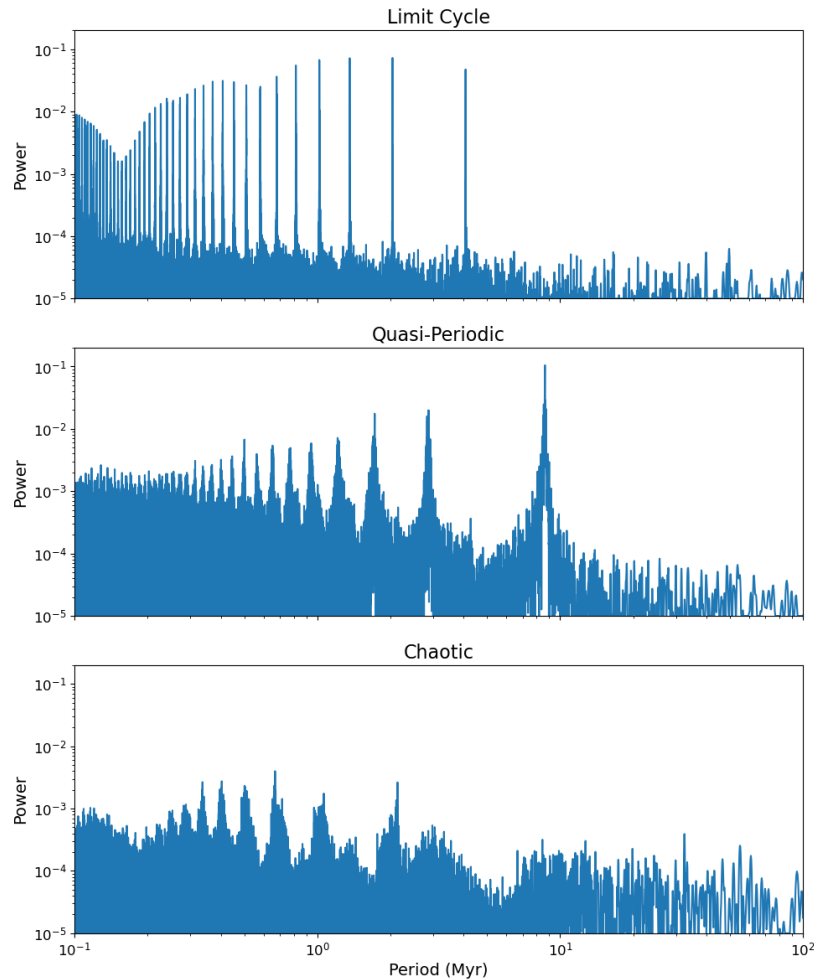 Limit Cycle
10⁻¹
10⁻²
Power
10⁻³
10⁻⁴
10⁻⁵
Quasi-Periodic
10⁻¹
10⁻²
Power
10⁻³
10⁻⁴
10⁻⁵
Chaotic
10⁻¹
10⁻²
Power
10⁻³
10⁻⁴
10⁻⁵
10⁻¹ 10⁰ 10¹ 10²
Period (Myr)